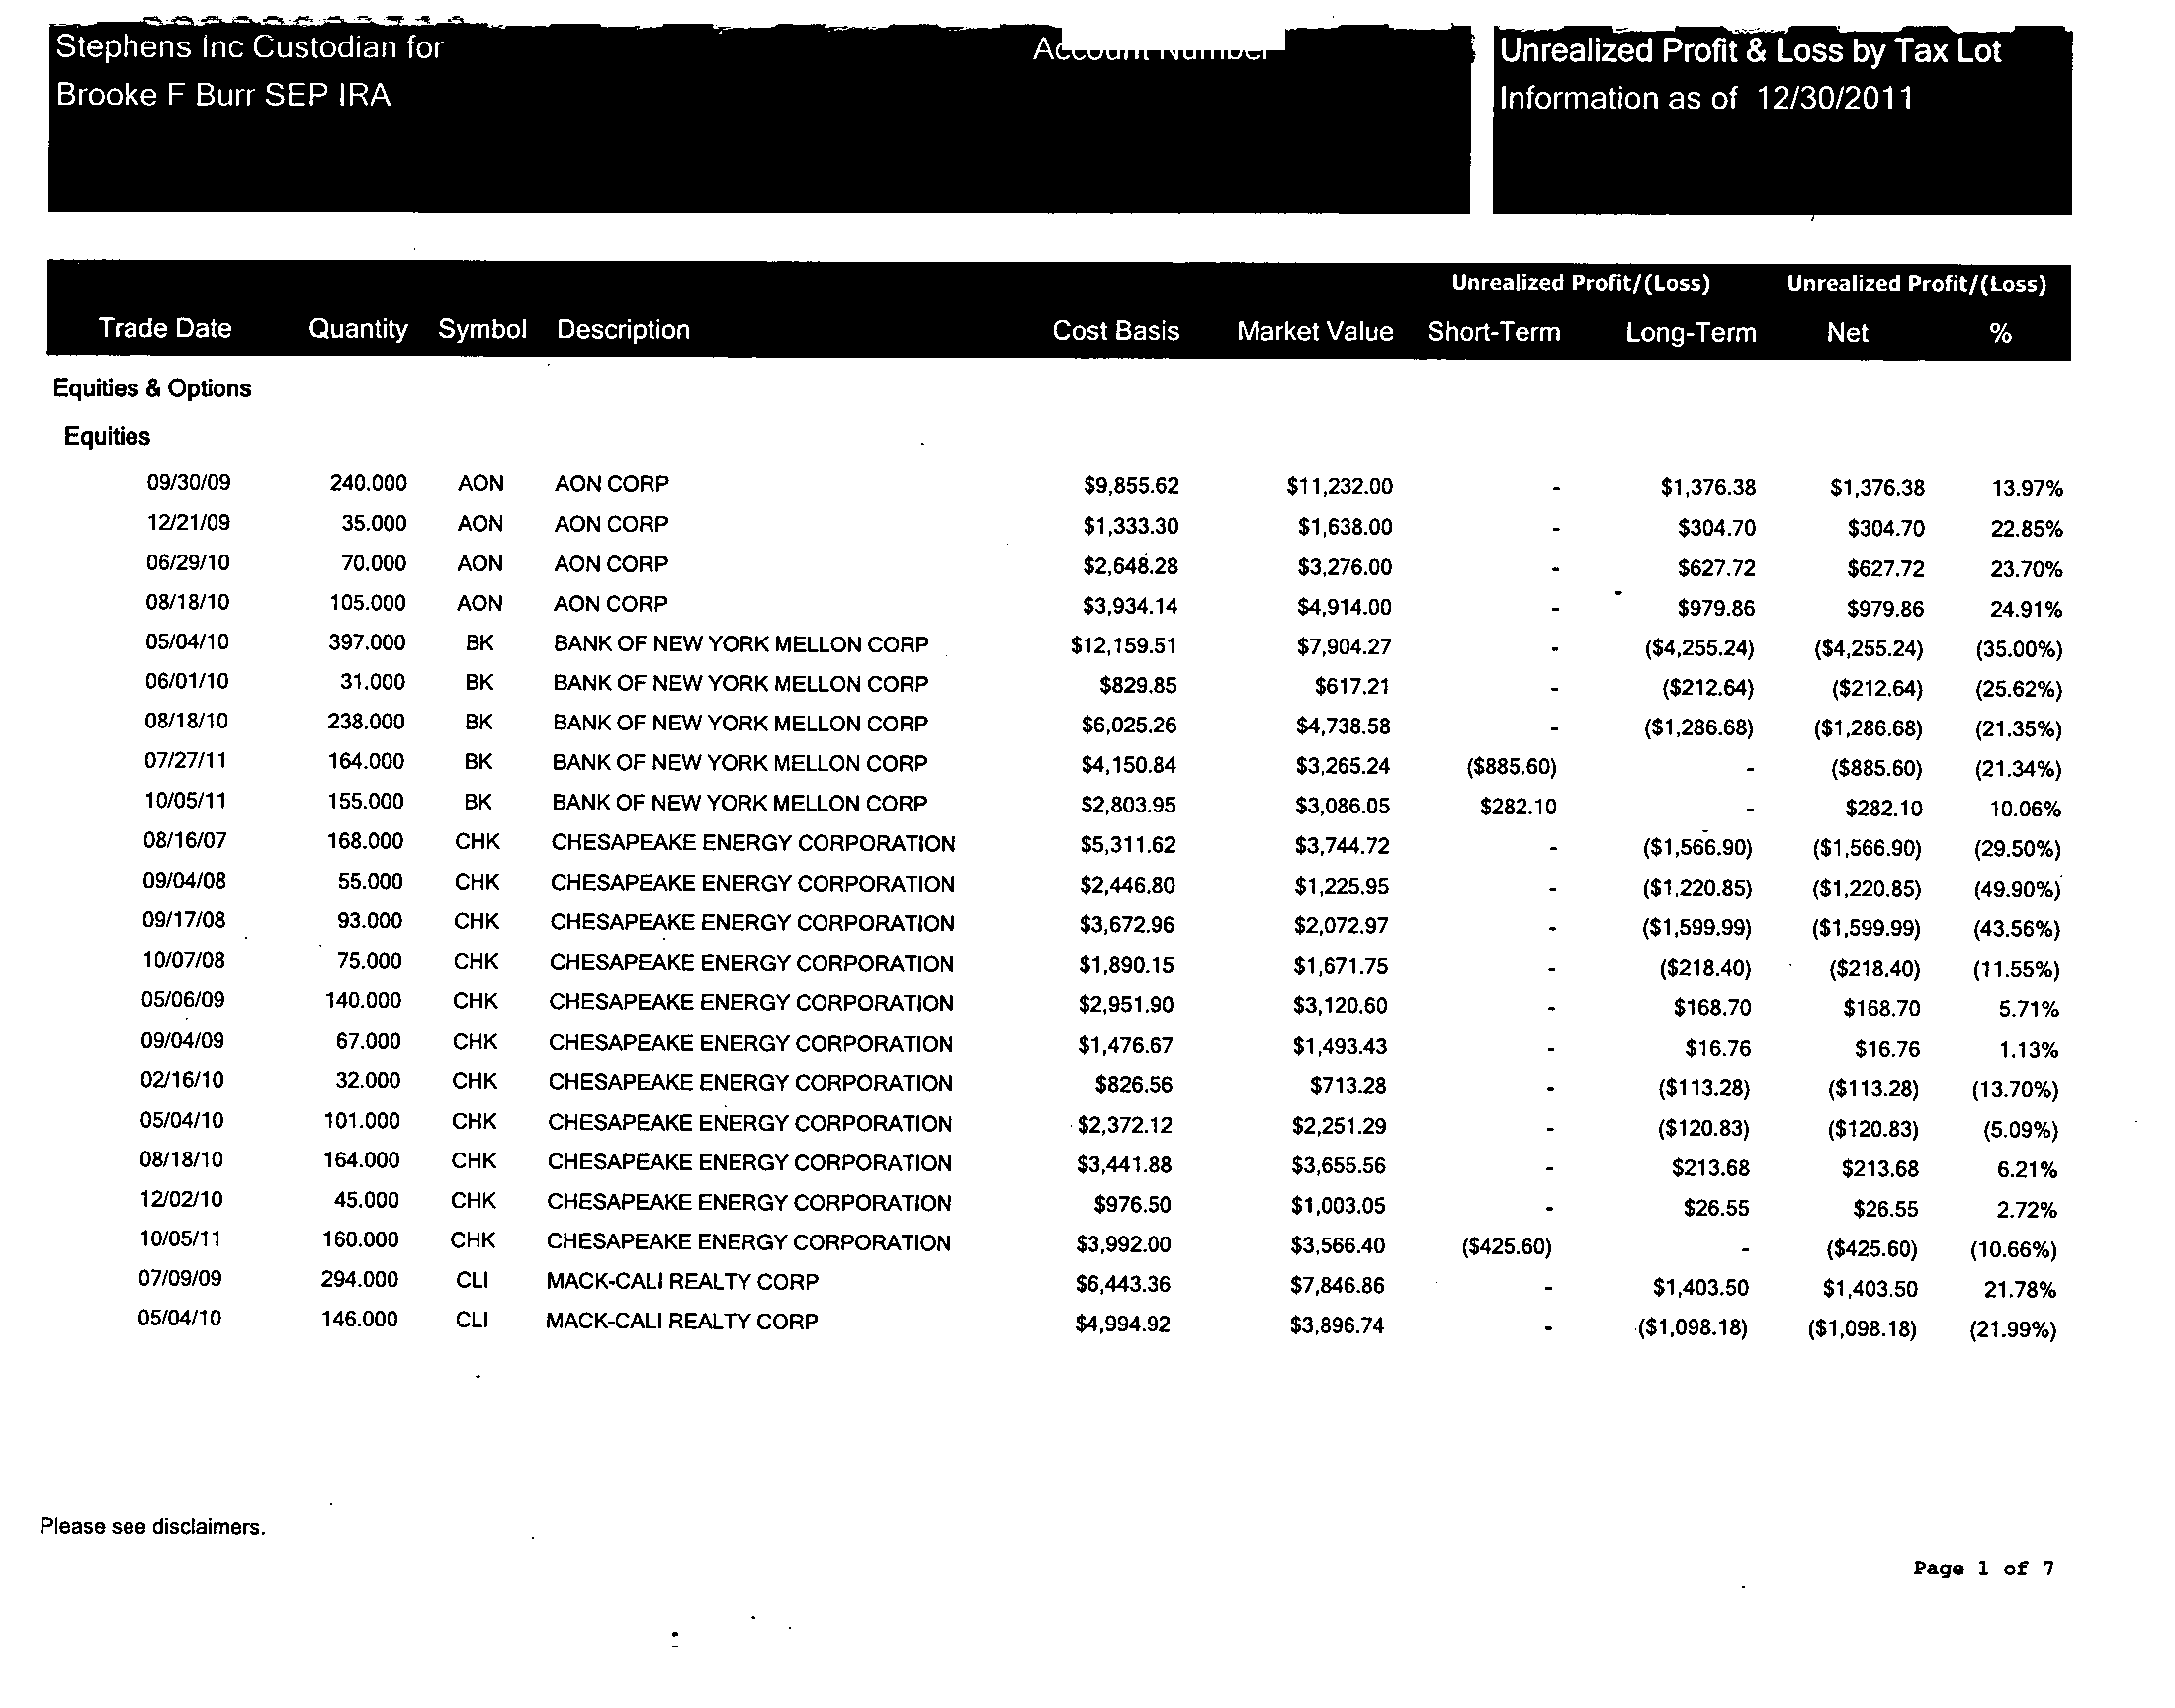 Stephens Inc Custodian for
Brooke F Burr SEP IRA
Account Number
Unrealized Profit & Loss by Tax Lot
Information as of 12/30/2011
Unrealized Profit/(Loss) Unrealized Profit/(Loss)
Trade Date Quantity Symbol Description Cost Basis Market Value Short-Term Long-Term Net %
Equities & Options
Equities
09/30/09 240.000 AON AON CORP $9,855.62 $11,232.00 - $1,376.38 $1,376.38 13.97%
12/21/09 35.000 AON AON CORP $1,333.30 $1,638.00 - $304.70 $304.70 22.85%
06/29/10 70.000 AON AON CORP $2,648.28 $3,276.00 - $627.72 $627.72 23.70%
08/18/10 105.000 AON AON CORP $3,934.14 $4,914.00 - $979.86 $979.86 24.91%
05/04/10 397.000 BK BANK OF NEW YORK MELLON CORP $12,159.51 $7,904.27 - ($4,255.24) ($4,255.24) (35.00%)
06/01/10 31.000 BK BANK OF NEW YORK MELLON CORP $829.85 $617.21 - ($212.64) ($212.64) (25.62%)
08/18/10 238.000 BK BANK OF NEW YORK MELLON CORP $6,025.26 $4,738.58 - ($1,286.68) ($1,286.68) (21.35%)
07/27/11 164.000 BK BANK OF NEW YORK MELLON CORP $4,150.84 $3,265.24 ($885.60) - ($885.60) (21.34%)
10/05/11 155.000 BK BANK OF NEW YORK MELLON CORP $2,803.95 $3,086.05 $282.10 - $282.10 10.06%
08/16/07 168.000 CHK CHESAPEAKE ENERGY CORPORATION $5,311.62 $3,744.72 - ($1,566.90) ($1,566.90) (29.50%)
09/04/08 55.000 CHK CHESAPEAKE ENERGY CORPORATION $2,446.80 $1,225.95 - ($1,220.85) ($1,220.85) (49.90%)
09/17/08 93.000 CHK CHESAPEAKE ENERGY CORPORATION $3,672.96 $2,072.97 - ($1,599.99) ($1,599.99) (43.56%)
10/07/08 75.000 CHK CHESAPEAKE ENERGY CORPORATION $1,890.15 $1,671.75 - ($218.40) ($218.40) (11.55%)
05/06/09 140.000 CHK CHESAPEAKE ENERGY CORPORATION $2,951.90 $3,120.60 - $168.70 $168.70 5.71%
09/04/09 67.000 CHK CHESAPEAKE ENERGY CORPORATION $1,476.67 $1,493.43 - $16.76 $16.76 1.13%
02/16/10 32.000 CHK CHESAPEAKE ENERGY CORPORATION $826.56 $713.28 - ($113.28) ($113.28) (13.70%)
05/04/10 101.000 CHK CHESAPEAKE ENERGY CORPORATION $2,372.12 $2,251.29 - ($120.83) ($120.83) (5.09%)
08/18/10 164.000 CHK CHESAPEAKE ENERGY CORPORATION $3,441.88 $3,655.56 - $213.68 $213.68 6.21%
12/02/10 45.000 CHK CHESAPEAKE ENERGY CORPORATION $976.50 $1,003.05 - $26.55 $26.55 2.72%
10/05/11 160.000 CHK CHESAPEAKE ENERGY CORPORATION $3,992.00 $3,566.40 ($425.60) - ($425.60) (10.66%)
07/09/09 294.000 CLI MACK-CALI REALTY CORP $6,443.36 $7,846.86 - $1,403.50 $1,403.50 21.78%
05/04/10 146.000 CLI MACK-CALI REALTY CORP $4,994.92 $3,896.74 - ($1,098.18) ($1,098.18) (21.99%)
Please see disclaimers.
Page 1 of 7